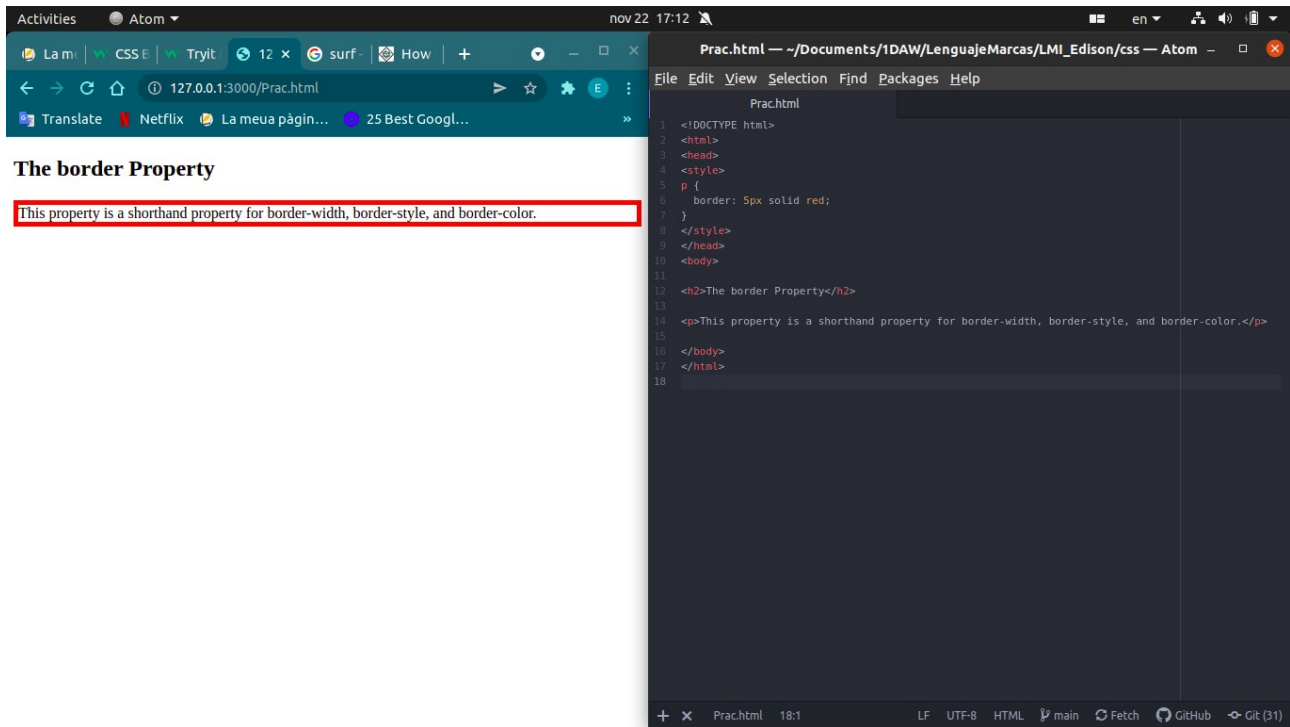 Activities Atom nov 22 17:12 en
La me CSS B Tryit 12 surf - How
127.0.0.1:3000/Prac.html E
Translate Netflix La meua pàgin... 25 Best Googl... »
The border Property
This property is a shorthand property for border-width, border-style, and border-color.
Prac.html — ~/Documents/1DAW/LenguajeMarcas/LMI_Edison/css — Atom
File Edit View Selection Find Packages Help
Prac.html
1 <!DOCTYPE html>
2 <html>
3 <head>
4 <style>
5 p {
6 border: 5px solid red;
7 }
8 </style>
9 </head>
10 <body>
11
12 <h2>The border Property</h2>
13
14 <p>This property is a shorthand property for border-width, border-style, and border-color.</p>
15
16 </body>
17 </html>
18
Prac.html 18:1 LF UTF-8 HTML main Fetch GitHub Git (31)